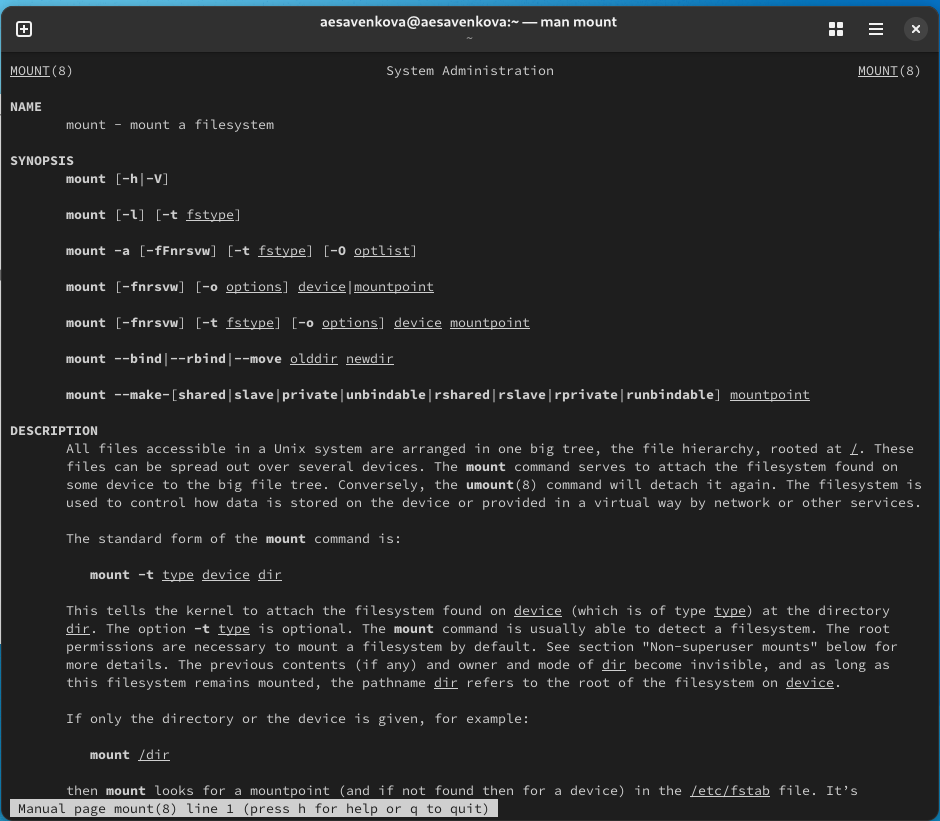 aesavenkova@aesavenkova:~ — man mount
~
MOUNT(8) System Administration MOUNT(8)
NAME
mount - mount a filesystem
SYNOPSIS
mount [-h|-V]
mount [-l] [-t fstype]
mount -a [-fFnrsvw] [-t fstype] [-O optlist]
mount [-fnrsvw] [-o options] device|mountpoint
mount [-fnrsvw] [-t fstype] [-o options] device mountpoint
mount --bind|--rbind|--move olddir newdir
mount --make-[shared|slave|private|unbindable|rshared|rslave|rprivate|runbindable] mountpoint
DESCRIPTION
All files accessible in a Unix system are arranged in one big tree, the file hierarchy, rooted at /. These
files can be spread out over several devices. The mount command serves to attach the filesystem found on
some device to the big file tree. Conversely, the umount(8) command will detach it again. The filesystem is
used to control how data is stored on the device or provided in a virtual way by network or other services.
The standard form of the mount command is:
mount -t type device dir
This tells the kernel to attach the filesystem found on device (which is of type type) at the directory
dir. The option -t type is optional. The mount command is usually able to detect a filesystem. The root
permissions are necessary to mount a filesystem by default. See section "Non-superuser mounts" below for
more details. The previous contents (if any) and owner and mode of dir become invisible, and as long as
this filesystem remains mounted, the pathname dir refers to the root of the filesystem on device.
If only the directory or the device is given, for example:
mount /dir
then mount looks for a mountpoint (and if not found then for a device) in the /etc/fstab file. It’s
Manual page mount(8) line 1 (press h for help or q to quit)